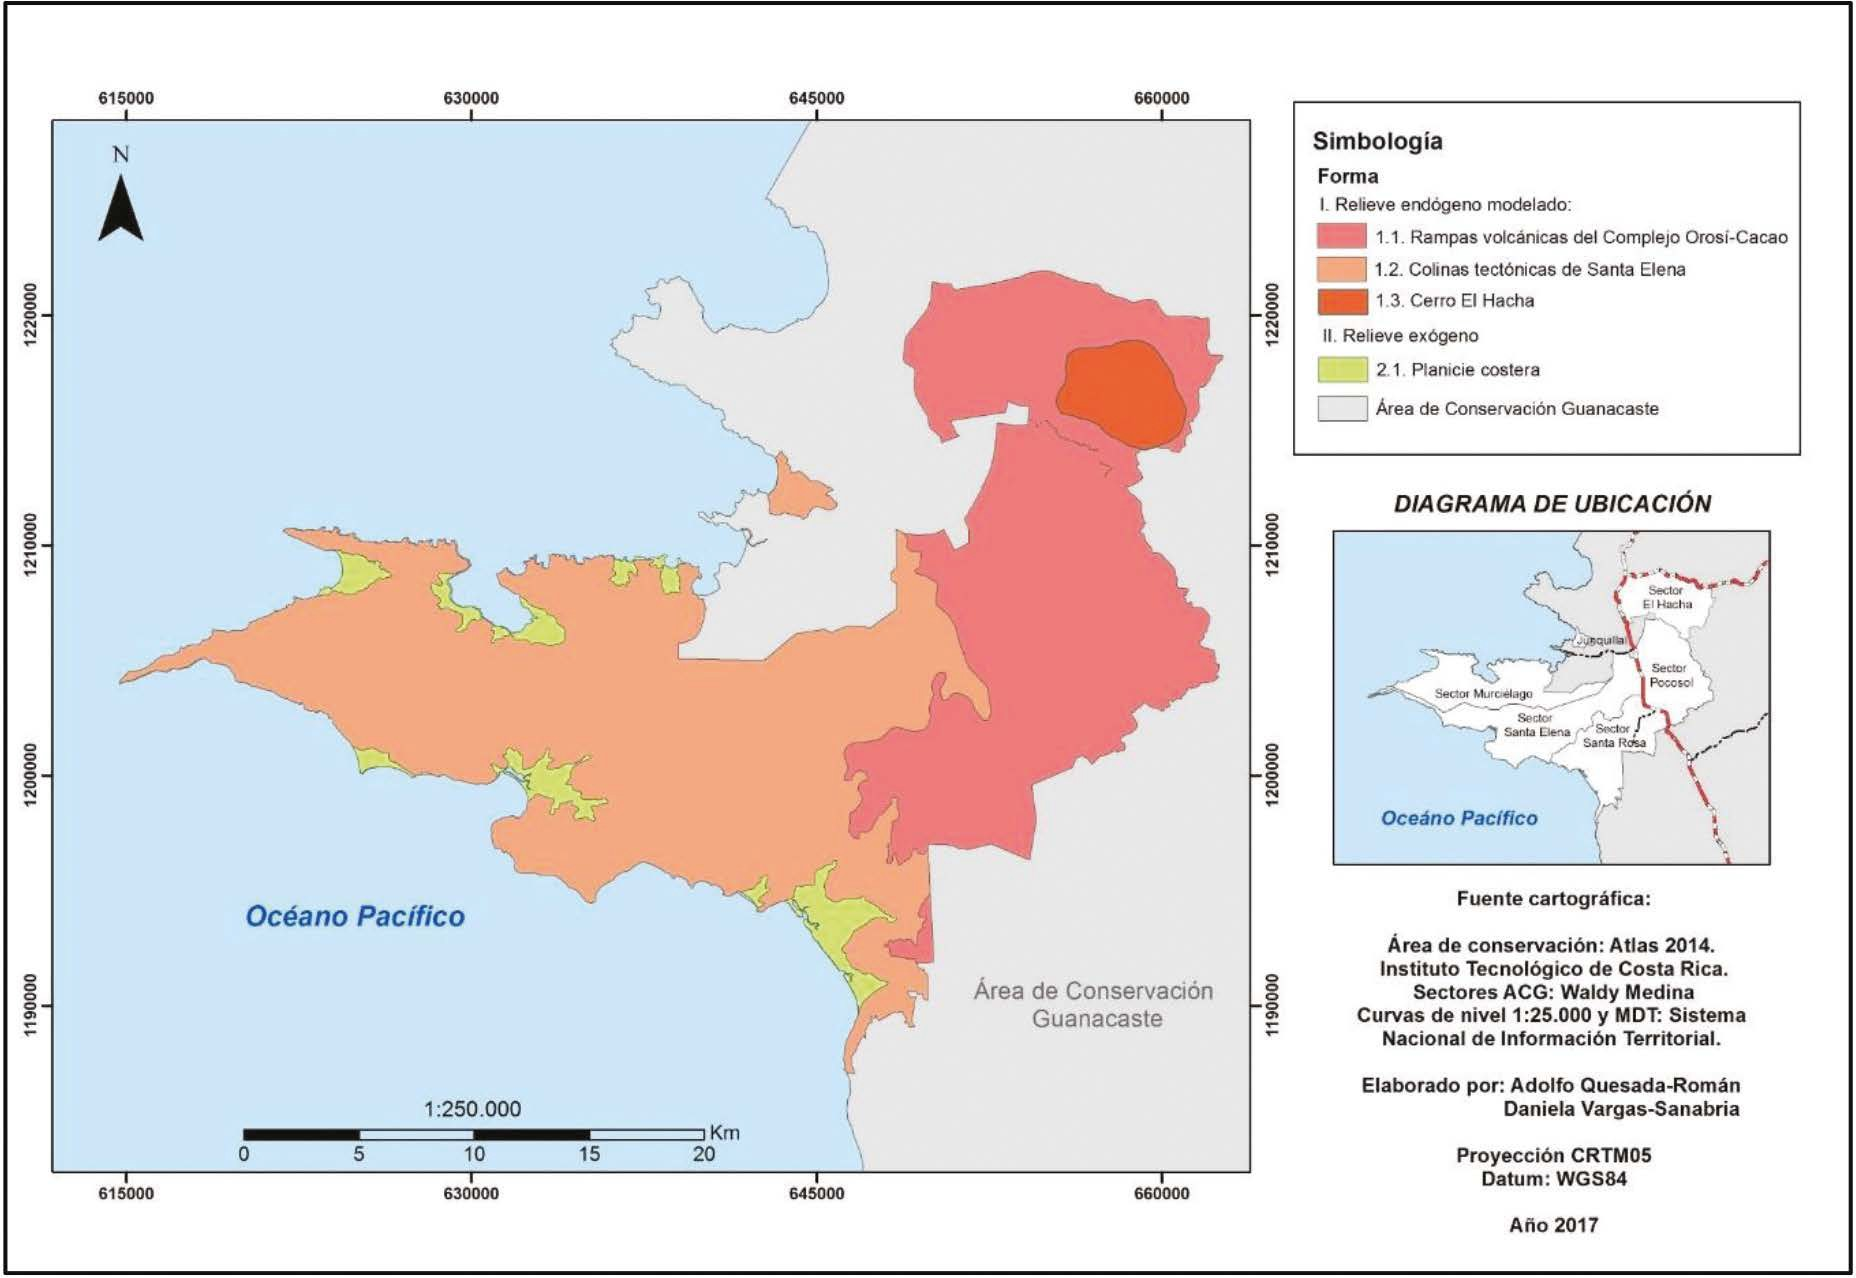 615000
630000
645000
660000
N
1220000
1220000
1210000
1210000
1200000
1200000
1190000
1190000
Océano Pacífico
Área de Conservación
Guanacaste
1:250.000
Km
0
5
10
15
20
615000
630000
645000
660000
Simbología
Forma
I. Relieve endógeno modelado:
1.1. Rampas volcánicas del Complejo Orosí-Cacao
1.2. Colinas tectónicas de Santa Elena
1.3. Cerro El Hacha
II. Relieve exógeno
2.1. Planicie costera
Área de Conservación Guanacaste
DIAGRAMA DE UBICACIÓN
Sector
El Hacha
Junquillal
Sector
Pocosol
Sector Murciélago
Sector
Santa Elena
Sector
Santa Rosa
Oceáno Pacífico
Fuente cartográfica:
Área de conservación: Atlas 2014.
Instituto Tecnológico de Costa Rica.
Sectores ACG: Waldy Medina
Curvas de nivel 1:25.000 y MDT: Sistema
Nacional de Información Territorial.
Elaborado por: Adolfo Quesada-Román
Daniela Vargas-Sanabria
Proyección CRTM05
Datum: WGS84
Año 2017